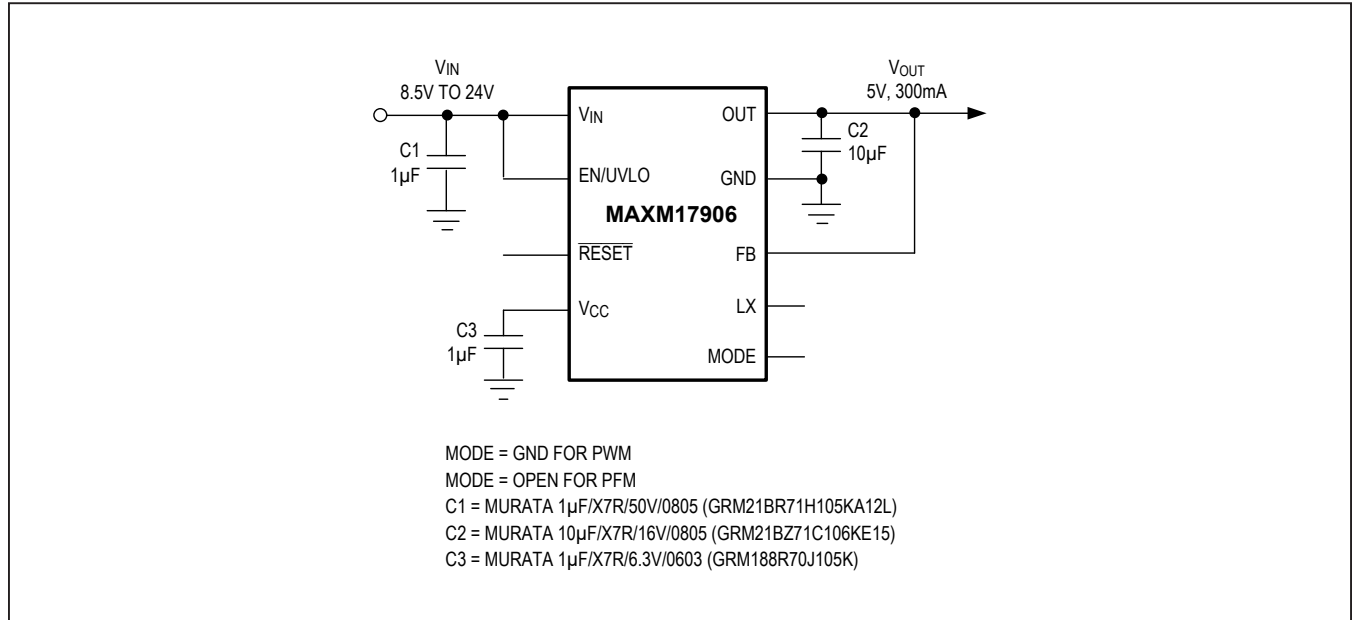 VIN
8.5V TO 24V
VOUT
5V, 300mA
C1
1µF
VIN
OUT
C2
10µF
EN/UVLO
GND
MAXM17906
RESET
FB
VCC
LX
C3
1µF
MODE
MODE = GND FOR PWM
MODE = OPEN FOR PFM
C1 = MURATA 1µF/X7R/50V/0805 (GRM21BR71H105KA12L)
C2 = MURATA 10µF/X7R/16V/0805 (GRM21BZ71C106KE15)
C3 = MURATA 1µF/X7R/6.3V/0603 (GRM188R70J105K)